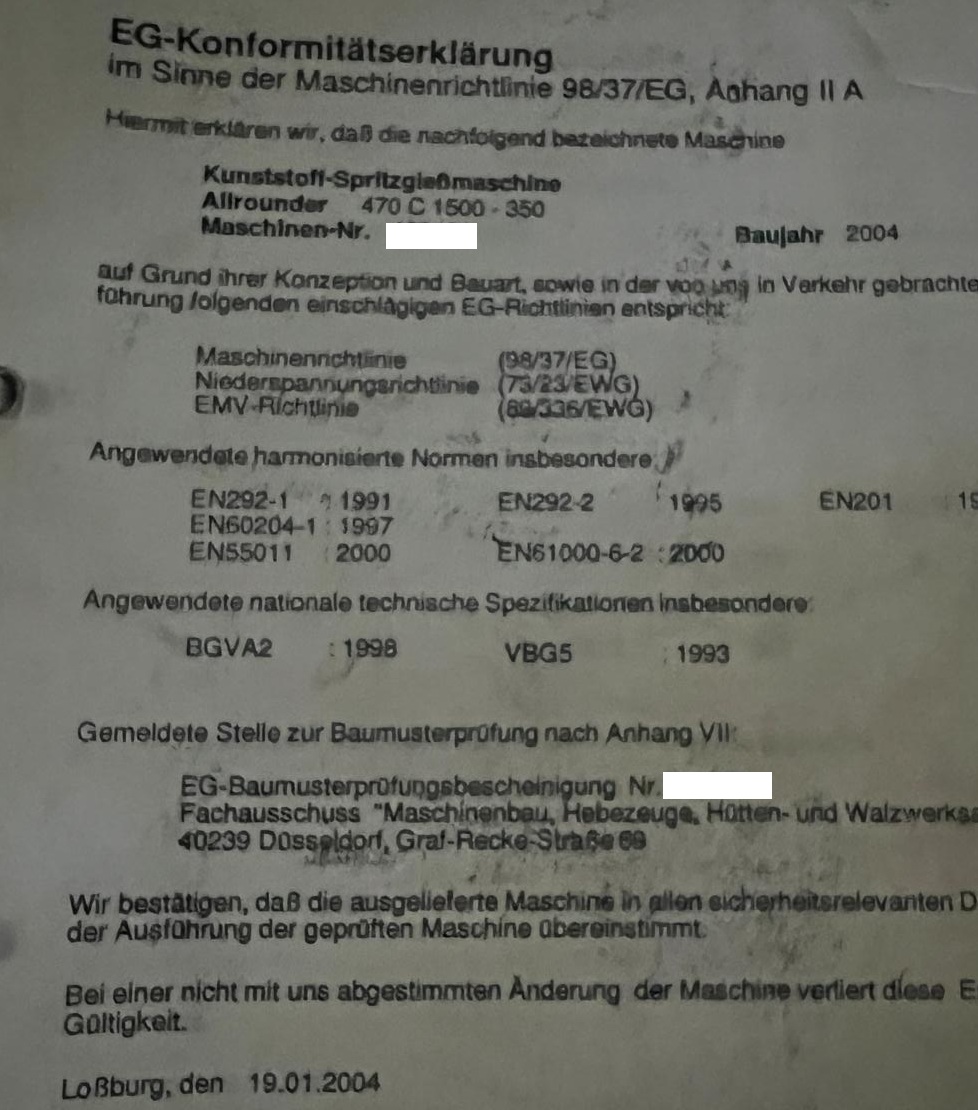 EG-Konformitätserklärung
im Sinne der Maschinenrichtlinie 98/37/EG, Anhang II A
Hiermit erklären wir, daß die nachfolgend bezeichnete Maschine
Kunststoff-Spritzgießmaschine
Allrounder 470 C 1500 - 350
Maschinen-Nr. Baujahr 2004
auf Grund ihrer Konzeption und Bauart, sowie in der von uns in Verkehr gebrachte
führung folgenden einschlägigen EG-Richtlinien entspricht:
Maschinenrichtlinie (98/37/EG)
Niederspannungsrichtlinie (73/23/EWG)
EMV-Richtlinie (89/336/EWG)
Angewendete harmonisierte Normen insbesondere
EN292-1 : 1991 EN292-2 : 1995 EN201 19
EN60204-1 : 1997
EN55011 : 2000 EN61000-6-2 : 2000
Angewendete nationale technische Spezifikationen insbesondere:
BGVA2 : 1998 VBG5 : 1993
Gemeldete Stelle zur Baumusterprüfung nach Anhang VII:
EG-Baumusterprüfungsbescheinigung Nr.
Fachausschuss "Maschinenbau, Hebezeuge, Hütten- und Walzwerks
40239 Düsseldorf, Graf-Recke-Straße 69
Wir bestätigen, daß die ausgelieferte Maschine in allen sicherheitsrelevanten D
der Ausführung der geprüften Maschine übereinstimmt.
Bei einer nicht mit uns abgestimmten Änderung der Maschine verliert diese E
Gültigkeit.
Loßburg, den 19.01.2004